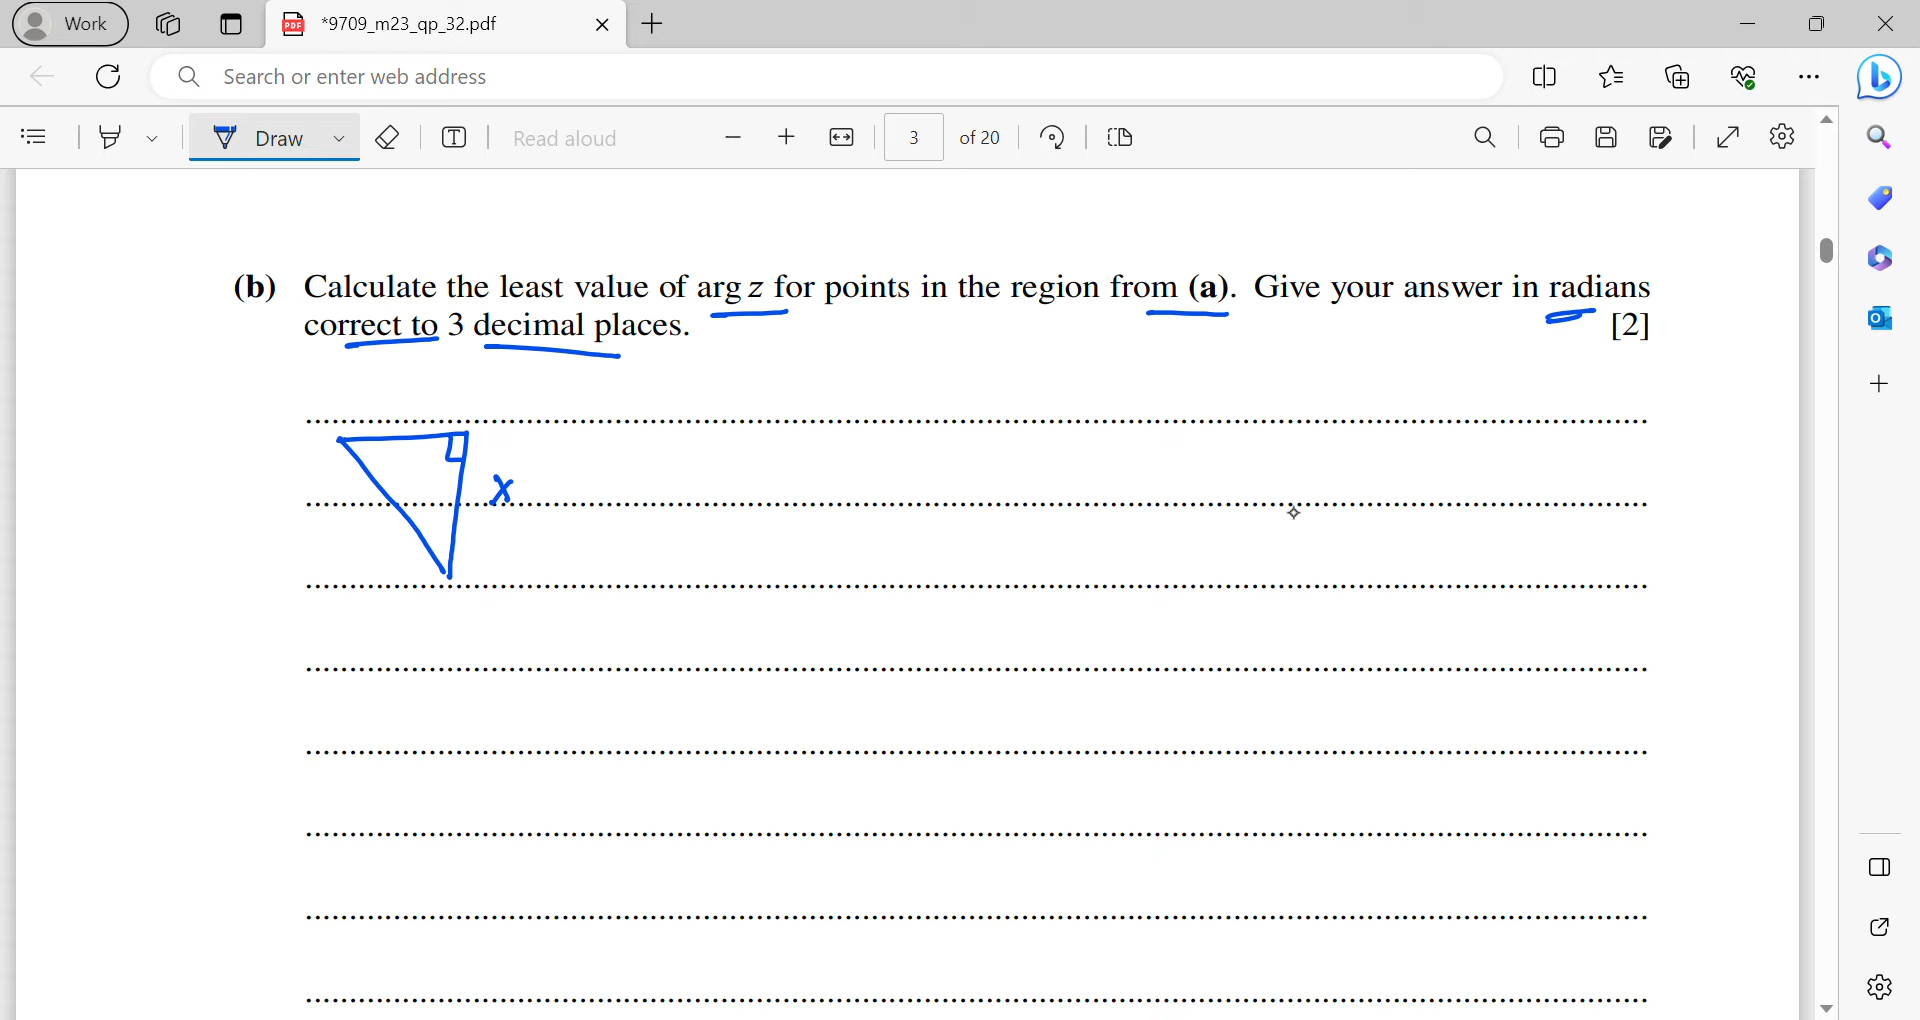 Work
*9709_m23_qp_32.pdf
Search or enter web address
Draw
Read aloud
3 of 20
(b) Calculate the least value of arg z for points in the region from (a). Give your answer in radians
correct to 3 decimal places. [2]
x